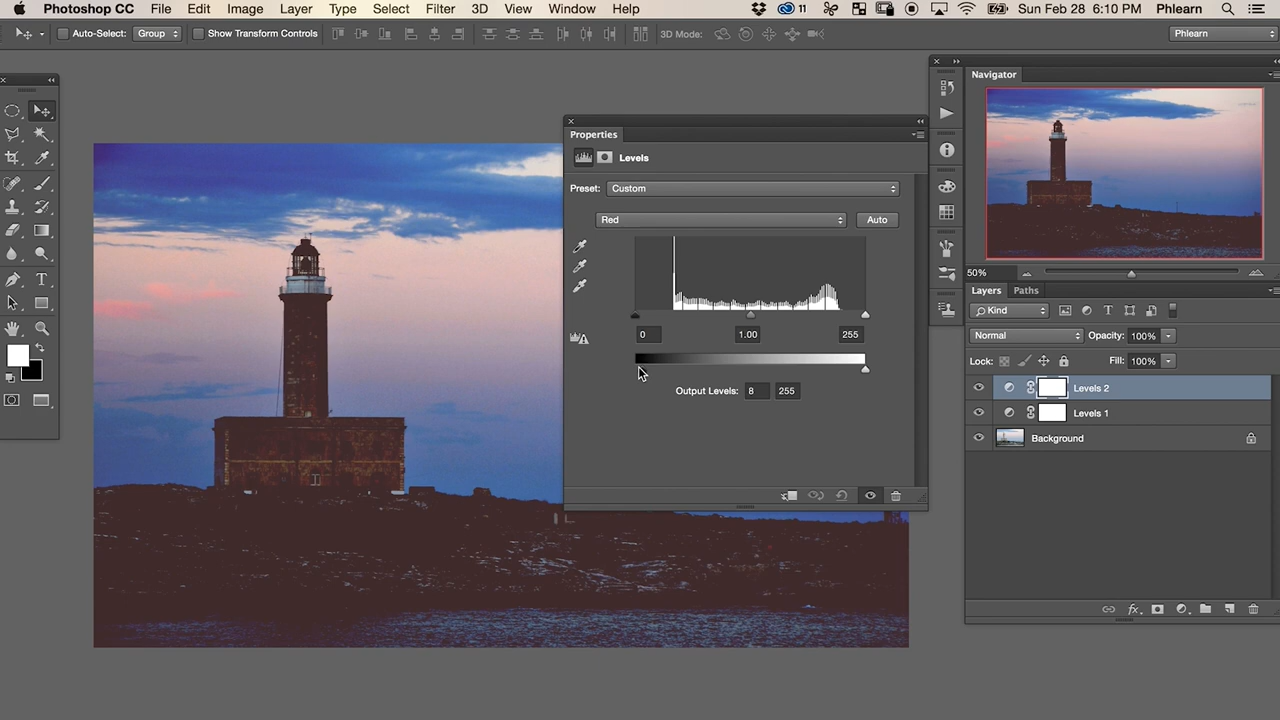 Photoshop CC File Edit Image Layer Type Select Filter 3D View Window Help 11 Sun Feb 28 6:10 PM Phlearn
Auto-Select: Group Show Transform Controls 3D Mode: Phlearn
Navigator
Properties
Levels
Preset: Custom
Red Auto
50%
Layers Paths
Kind
0 1.00 255
Normal Opacity: 100%
Lock: Fill: 100%
Output Levels: 8 255
Levels 2
Levels 1
Background
T
fx